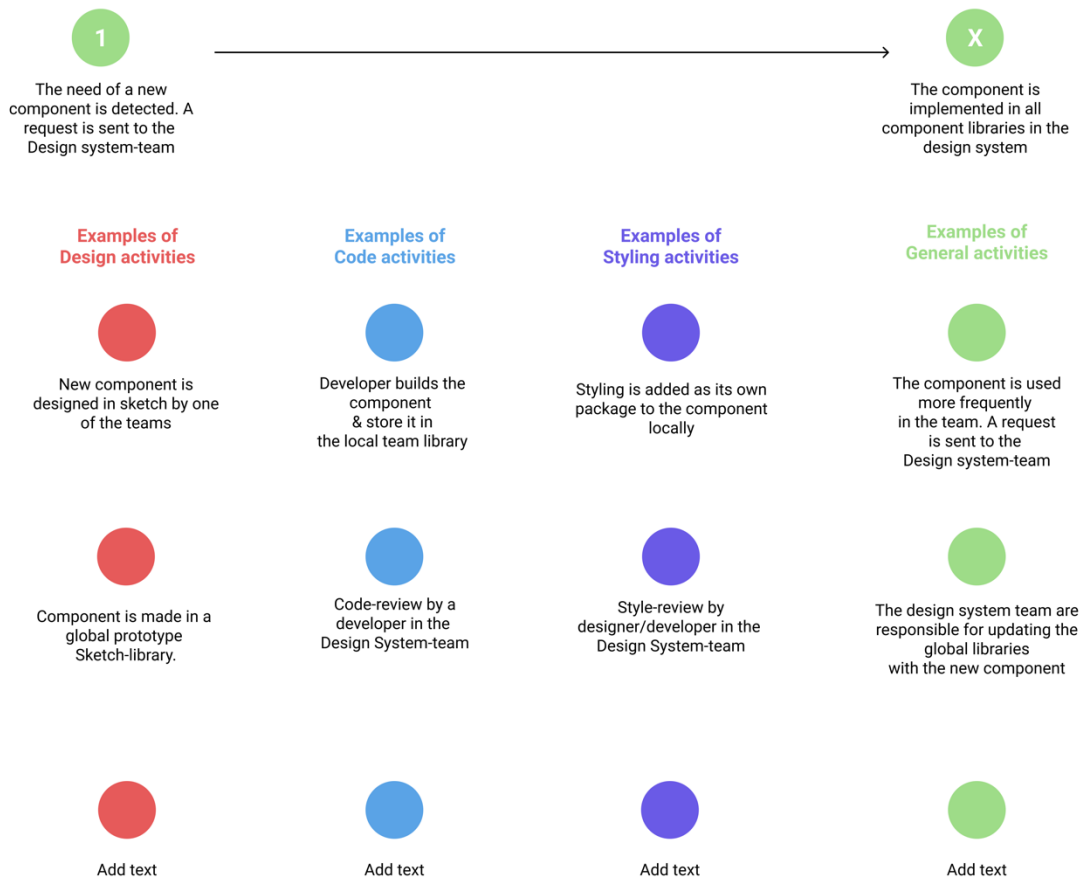 1
The need of a new
component is detected. A
request is sent to the
Design system-team
X
The component is
implemented in all
component libraries in the
design system
Examples of
Design activities
Examples of
Code activities
Examples of
Styling activities
Examples of
General activities
New component is
designed in sketch by one
of the teams
Developer builds the
component
& store it in
the local team library
Styling is added as its own
package to the component
locally
The component is used
more frequently
in the team. A request
is sent to the
Design system-team
Component is made in a
global prototype
Sketch-library.
Code-review by a
developer in the
Design System-team
Style-review by
designer/developer in the
Design System-team
The design system team are
responsible for updating the
global libraries
with the new component
Add text
Add text
Add text
Add text